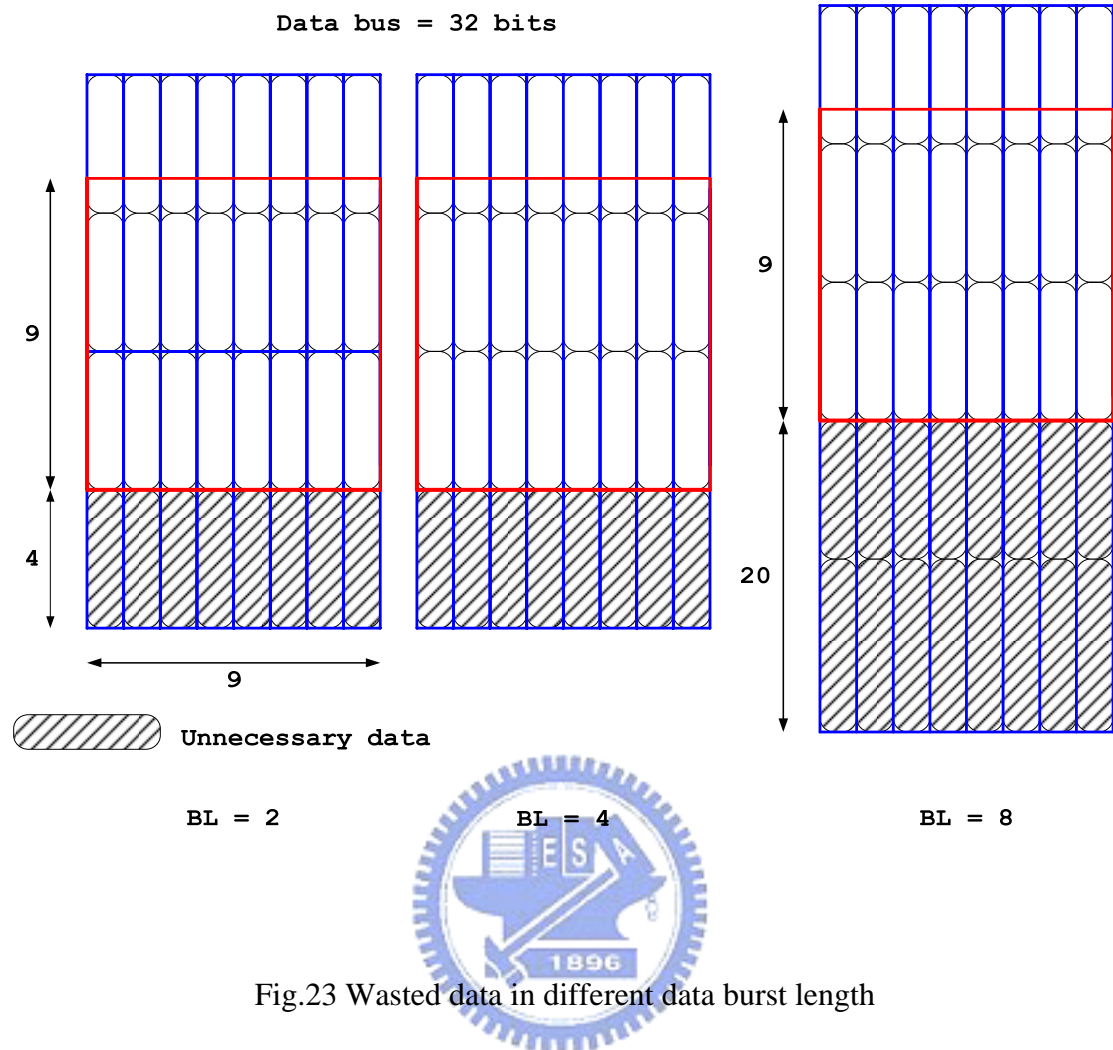 Data bus = 32 bits
9
4
9
9
20
Unnecessary data
BL = 2
BL = 4
BL = 8
E S A
1896
Fig.23 Wasted data in different data burst length